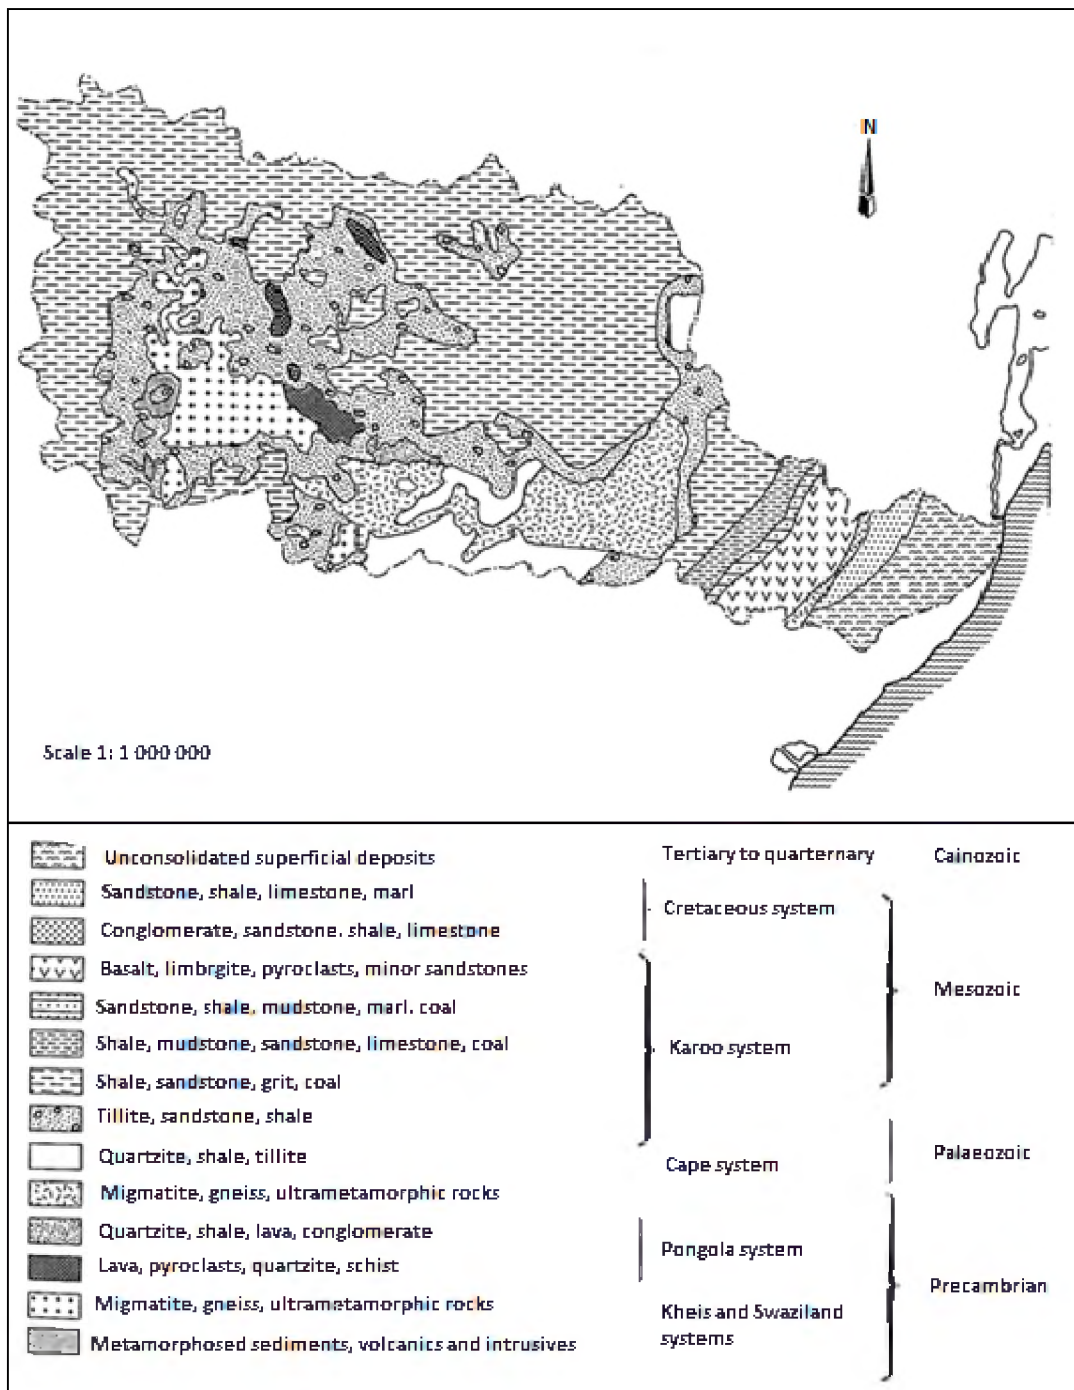 N
Scale 1: 1 000 000
Unconsolidated superficial deposits
Tertiary to quarternary
Cainozoic
Sandstone, shale, limestone, marl
Cretaceous system
Conglomerate, sandstone. shale, limestone
Basalt, limbrgite, pyroclasts, minor sandstones
Mesozoic
Sandstone, shale, mudstone, marl. coal
Shale, mudstone, sandstone, limestone, coal
Karoo system
Shale, sandstone, grit, coal
Tillite, sandstone, shale
Quartzite, shale, tillite
Cape system
Palaeozoic
Migmatite, gneiss, ultrametamorphic rocks
Quartzite, shale, lava, conglomerate
Pongola system
Lava, pyroclasts, quartzite, schist
Precambrian
Migmatite, gneiss, ultrametamorphic rocks
Kheis and Swaziland
systems
Metamorphosed sediments, volcanics and intrusives